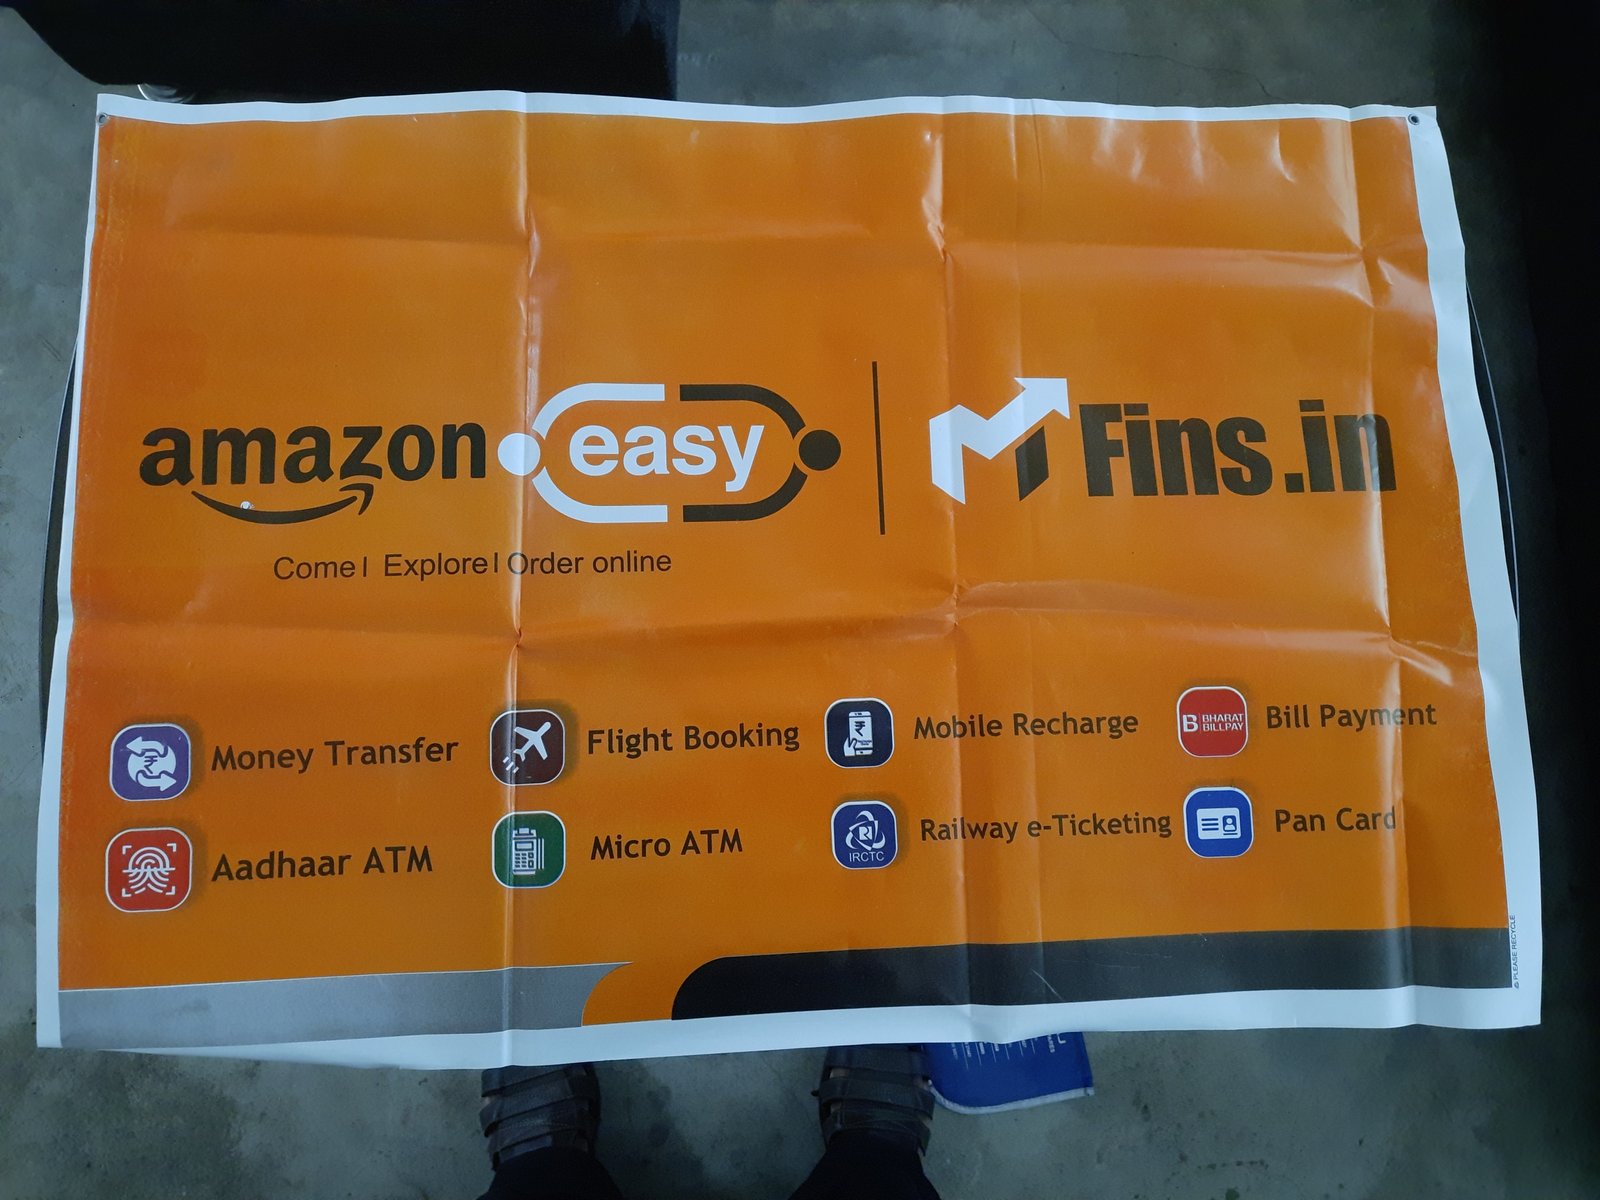 amazon easy
Come| Explore| Order online
Fins.in
Money Transfer
Flight Booking
Mobile Recharge
B BHARAT BILLPAY
Bill Payment
Aadhaar ATM
Micro ATM
IRCTC
Railway e-Ticketing
Pan Card
PLEASE RECYCLE